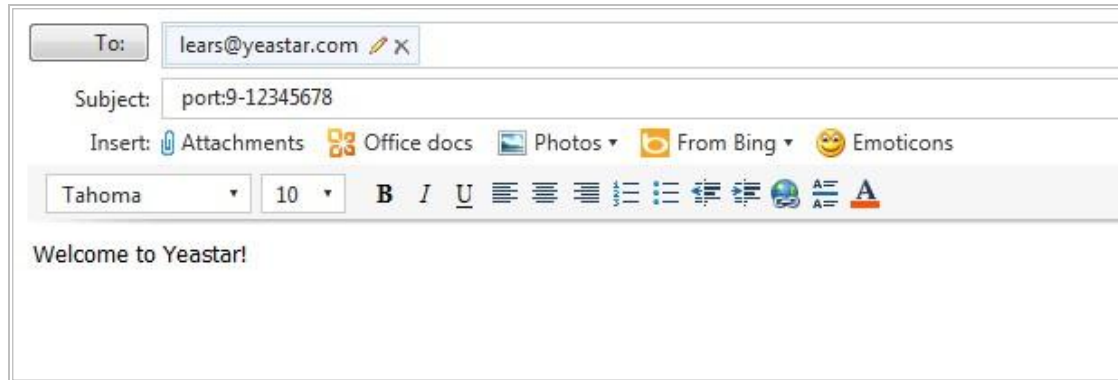 To: lears@yeastar.com
Subject: port:9-12345678
Insert: Attachments Office docs Photos From Bing Emoticons
Tahoma 10 B I U A
Welcome to Yeastar!